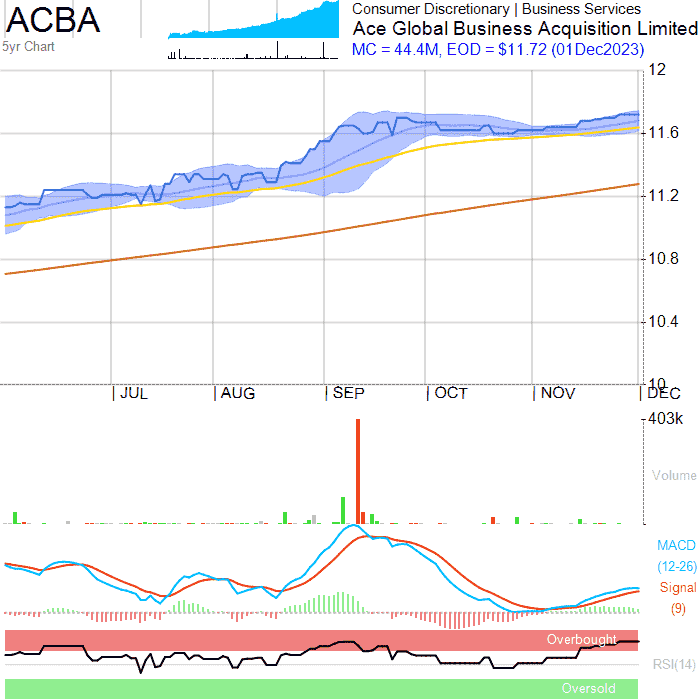 ACBA
5yr Chart
Consumer Discretionary | Business Services
Ace Global Business Acquisition Limited
MC = 44.4M, EOD = $11.72 (01Dec2023)
12
11.6
11.2
10.8
10.4
10
JUL AUG SEP OCT NOV DEC
403k
Volume
MACD
(12-26)
Signal
(9)
Overbought
RSI(14)
Oversold